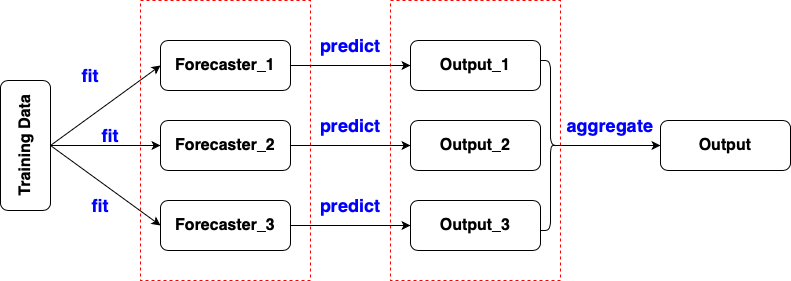 Training Data
fit
fit
fit
Forecaster_1
Forecaster_2
Forecaster_3
predict
predict
predict
Output_1
Output_2
Output_3
aggregate
Output